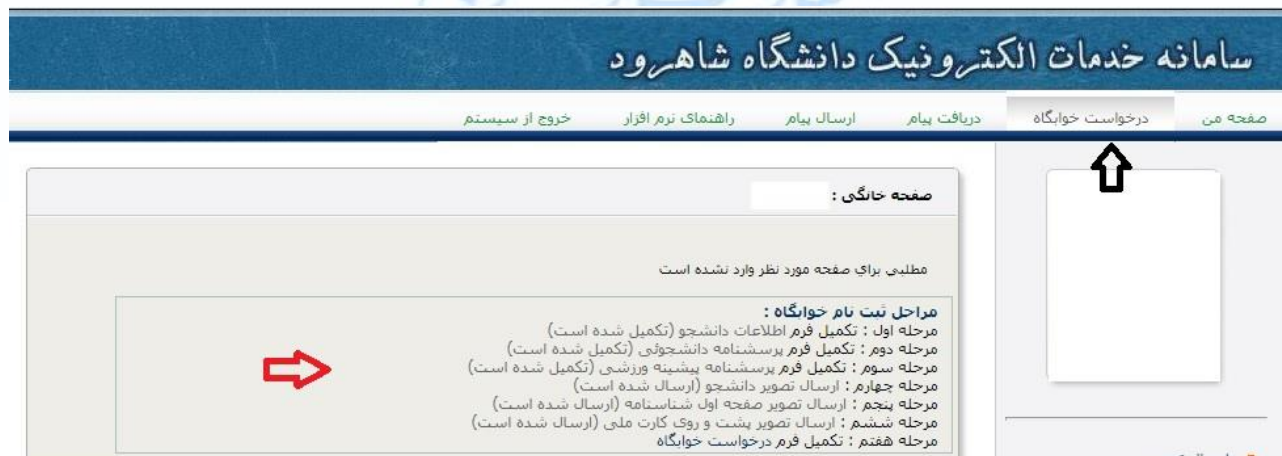 سامانه خدمات الکترونیک دانشگاه شاهرود
صفحه من درخواست خوابگاه دریافت پیام ارسال پیام راهنمای نرم افزار خروج از سیستم
صفحه خانگی :
مطلبی برای صفحه مورد نظر وارد نشده است
مراحل ثبت نام خوابگاه :
مرحله اول : تکمیل فرم اطلاعات دانشجو (تکمیل شده است)
مرحله دوم : تکمیل فرم پرسشنامه دانشجوئی (تکمیل شده است)
مرحله سوم : تکمیل فرم پرسشنامه پیشینه ورزشی (تکمیل شده است)
مرحله چهارم : ارسال تصویر دانشجو (ارسال شده است)
مرحله پنجم : ارسال تصویر صفحه اول شناسنامه (ارسال شده است)
مرحله ششم : ارسال تصویر پشت و روی کارت ملی (ارسال شده است)
مرحله هفتم : تکمیل فرم درخواست خوابگاه